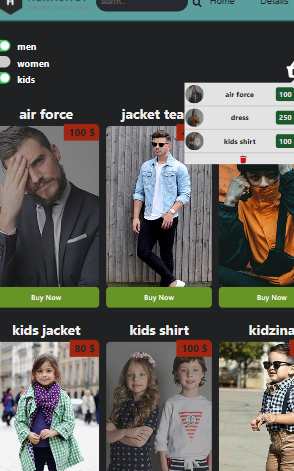 Search...
Home
Details
men
women
kids
air force
100
dress
250
kids shirt
100
air force
jacket tea
100 $
Buy Now
Buy Now
Buy Now
kids jacket
kids shirt
kidzina
80 $
100 $